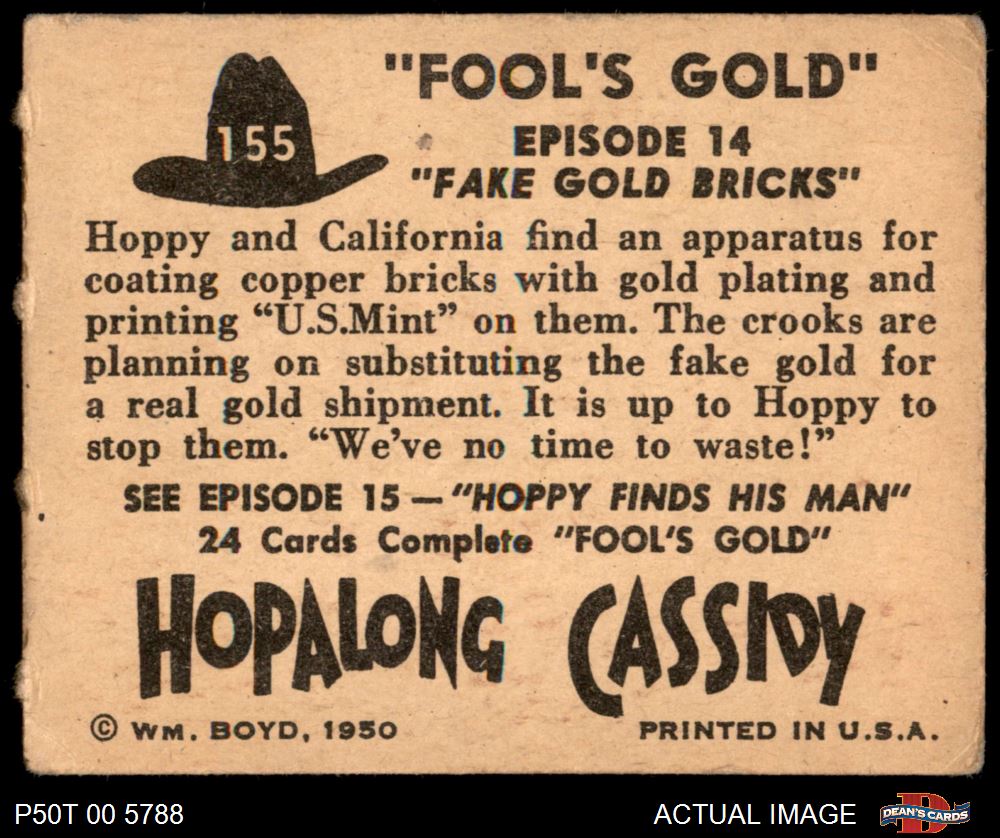 155
"FOOL'S GOLD"
EPISODE 14
"FAKE GOLD BRICKS"
Hoppy and California find an apparatus for
coating copper bricks with gold plating and
printing “U.S.Mint” on them. The crooks are
planning on substituting the fake gold for
a real gold shipment. It is up to Hoppy to
stop them. “We’ve no time to waste!”
SEE EPISODE 15 — "HOPPY FINDS HIS MAN"
24 Cards Complete "FOOL'S GOLD"
HOPALONG CASSIDY
© WM. BOYD, 1950 PRINTED IN U.S.A.
P50T 00 5788 ACTUAL IMAGE DEAN'S CARDS